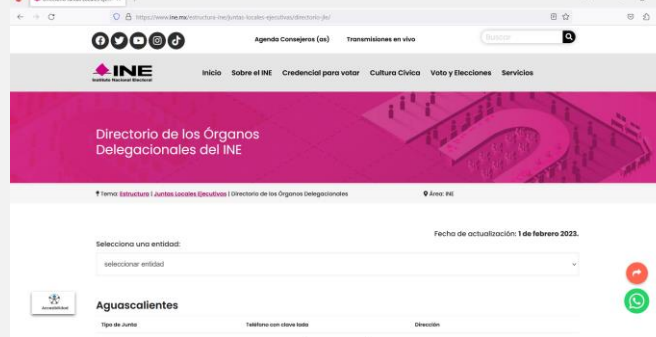 https://www.ine.mx/estructura-ine/juntas-locales-ejecutivas/directorio-jle/
Agenda Consejeros (as) Transmisiones en vivo
Buscar
INE
Instituto Nacional Electoral
Inicio Sobre el INE Credencial para votar Cultura Cívica Voto y Elecciones Servicios
Directorio de los Órganos
Delegacionales del INE
Tema: Estructura | Juntas Locales Ejecutivas | Directorio de los Órganos Delegacionales Área: INE
Fecha de actualización: 1 de febrero 2023.
Selecciona una entidad:
seleccionar entidad
Accesibilidad
Aguascalientes
Tipo de Junta Teléfono con clave lada Dirección